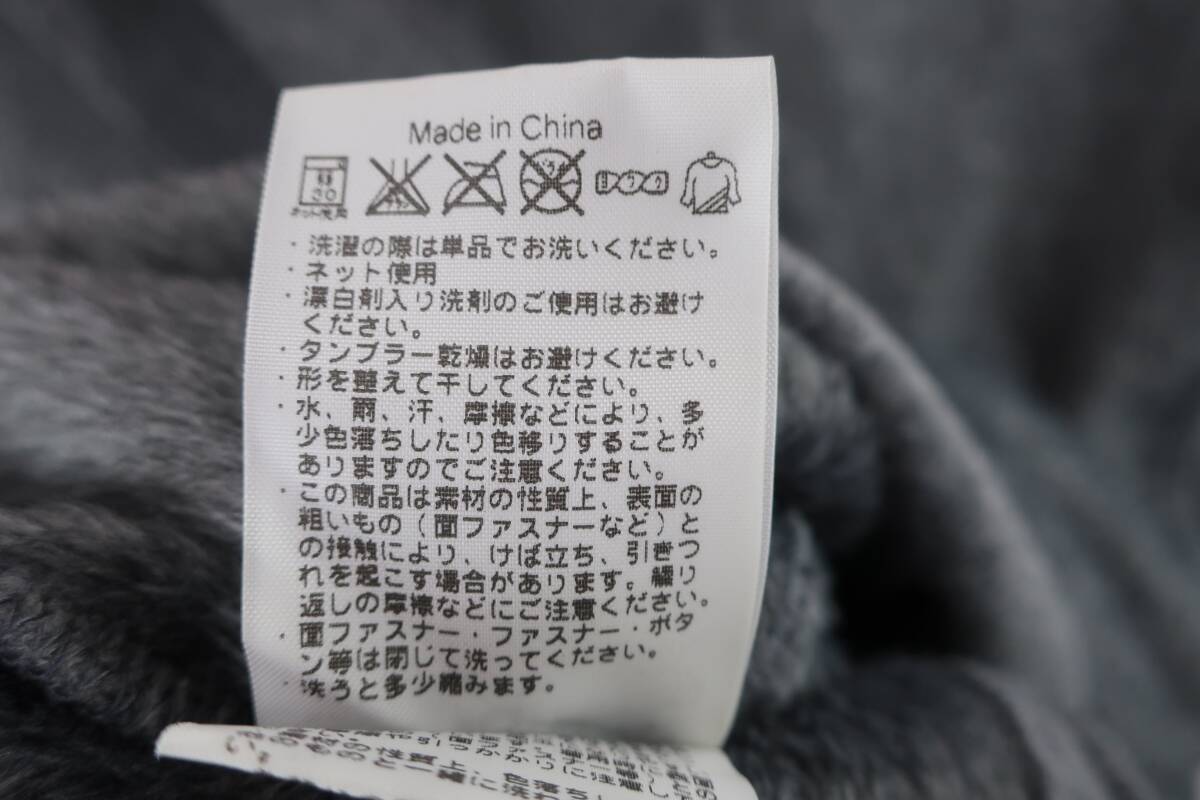 Made in China
30
ネット使用
・洗濯の際は単品でお洗いください。
・ネット使用
・漂白剤入り洗剤のご使用はお避け
ください。
・タンブラー乾燥はお避けください。
・形を整えて干してください。
・水、雨、汗、摩擦などにより、多
少色落ちしたり色移りすることが
ありますのでご注意ください。
・この商品は素材の性質上、表面の
粗いもの（面ファスナーなど）と
の接触により、けば立ち、引きつ
れを起こす場合があります。繰り
返しの摩擦などにご注意ください。
・面ファスナー・ファスナー・ボタ
ン等は閉じて洗ってください。
・洗うと多少縮みます。